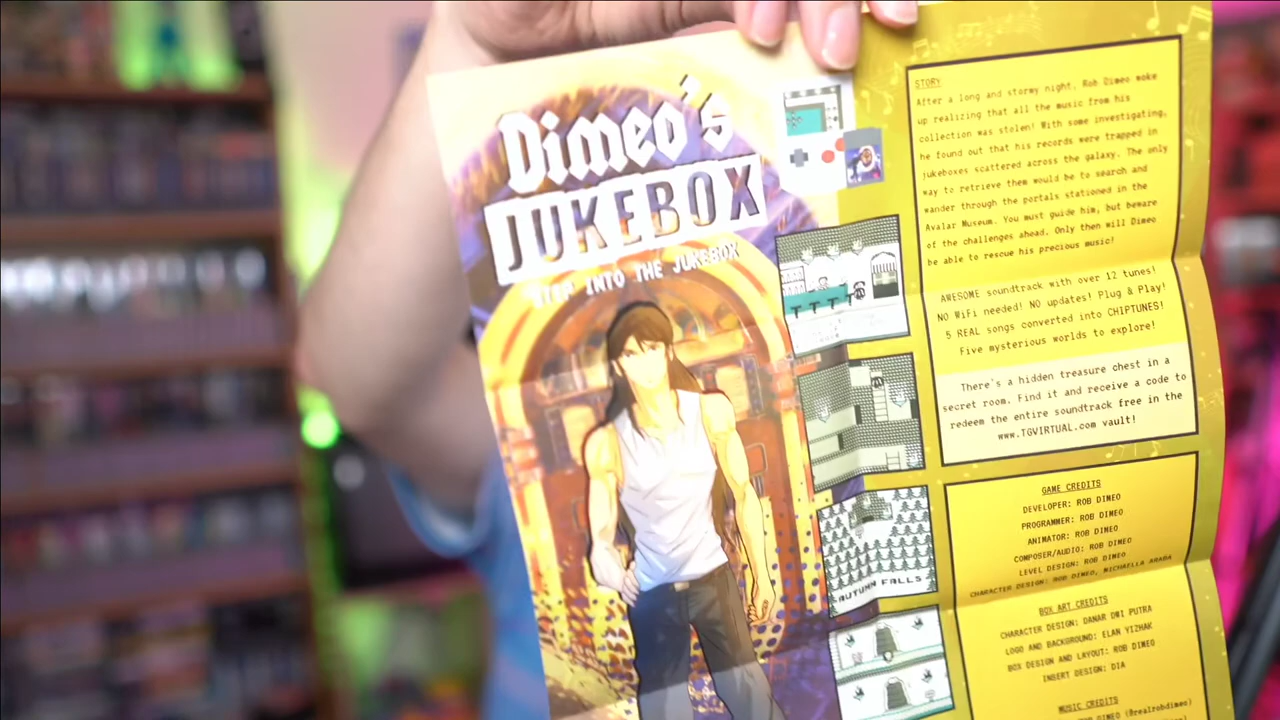 Dimeo's
JUKEBOX
STEP INTO THE JUKEBOX
AUTUMN FALLS
STORY
After a long and stormy night, Rob Dimeo woke
up realizing that all the music from his
collection was stolen! With some investigating,
he found out that his records were trapped in
jukeboxes scattered across the galaxy. The only
way to retrieve them would be to search and
wander through the portals stationed in the
Avalar Museum. You must guide him, but beware
of the challenges ahead. Only then will Dimeo
be able to rescue his precious music!
AWESOME soundtrack with over 12 tunes!
NO WiFi needed! NO updates! Plug & Play!
5 REAL songs converted into CHIPTUNES!
Five mysterious worlds to explore!
There's a hidden treasure chest in a
secret room. Find it and receive a code to
redeem the entire soundtrack free in the
www.TGVIRTUAL.com vault!
GAME CREDITS
DEVELOPER: ROB DIMEO
PROGRAMMER: ROB DIMEO
ANIMATOR: ROB DIMEO
COMPOSER/AUDIO: ROB DIMEO
LEVEL DESIGN: ROB DIMEO
CHARACTER DESIGN: ROB DIMEO, MICHAELLA ARABA
BOX ART CREDITS
CHARACTER DESIGN: DANAR DWI PUTRA
LOGO AND BACKGROUND: ELAN YIZHAK
BOX DESIGN AND LAYOUT: ROB DIMEO
INSERT DESIGN: DIA
MUSIC CREDITS
DIMEO (@realrobdimeo)